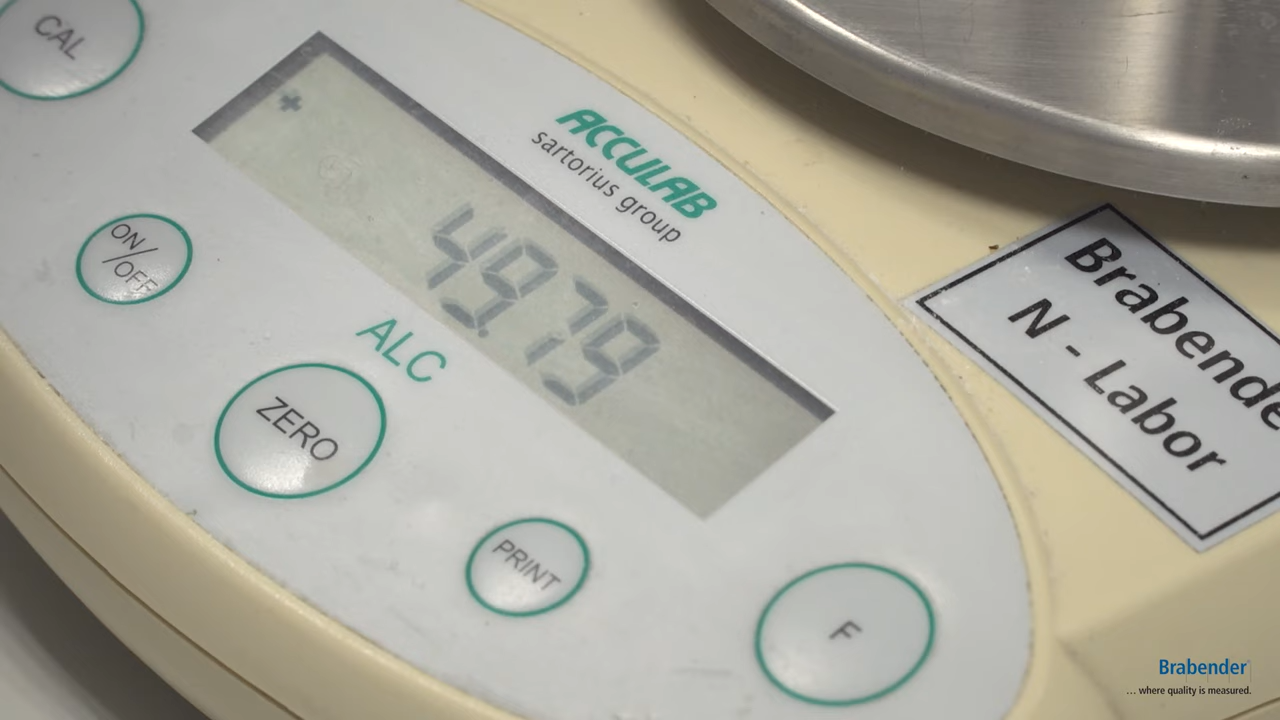 CAL
+
ACCULAB
sartorius group
49.79
ON/OFF
ALC
ZERO
PRINT
F
Brabende
N - Labor
Brabender
... where quality is measured.